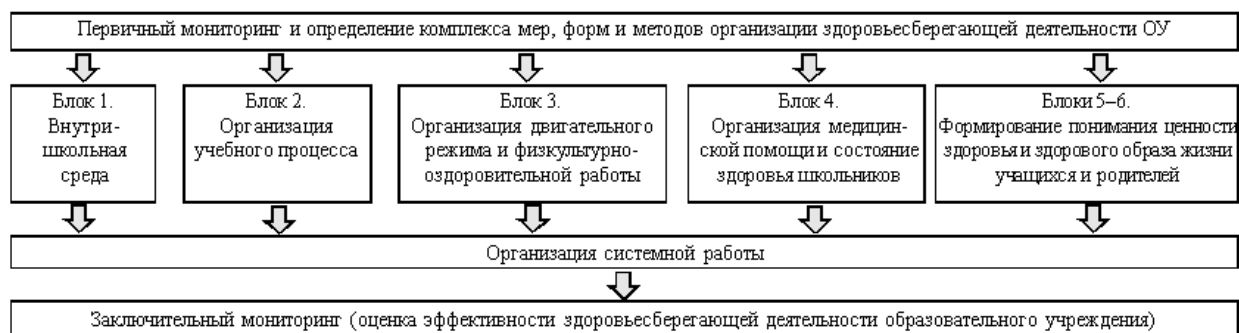 Первичный мониторинг и определение комплекса мер, форм и методов организации здоровьесберегающей деятельности ОУ
Блок 1.
Внутри-
школьная
среда
Блок 2.
Организация
учебного процесса
Блок 3.
Организация двигательного
режима и физкультурно-
оздоровительной работы
Блок 4.
Организация медицин-
ской помощи и состояние
здоровья школьников
Блоки 5–6.
Формирование понимания ценности
здоровья и здорового образа жизни
учащихся и родителей
Организация системной работы
Заключительный мониторинг (оценка эффективности здоровьесберегающей деятельности образовательного учреждения)